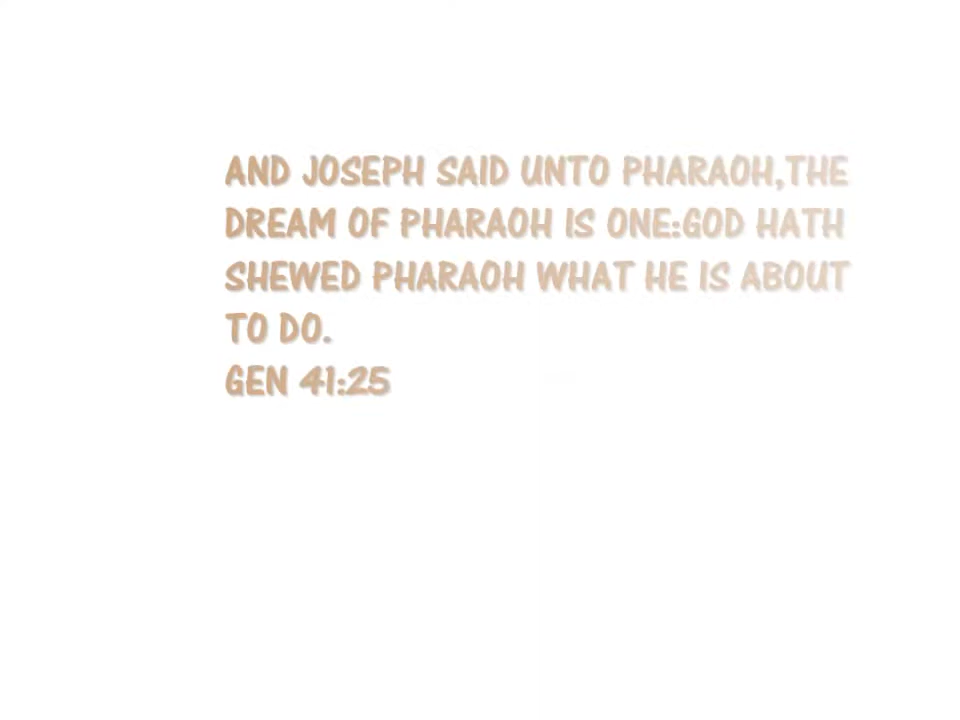 AND JOSEPH SAID UNTO PHARAOH,THE
DREAM OF PHARAOH IS ONE:GOD HATH
SHEWED PHARAOH WHAT HE IS ABOUT
TO DO.
GEN 41:25